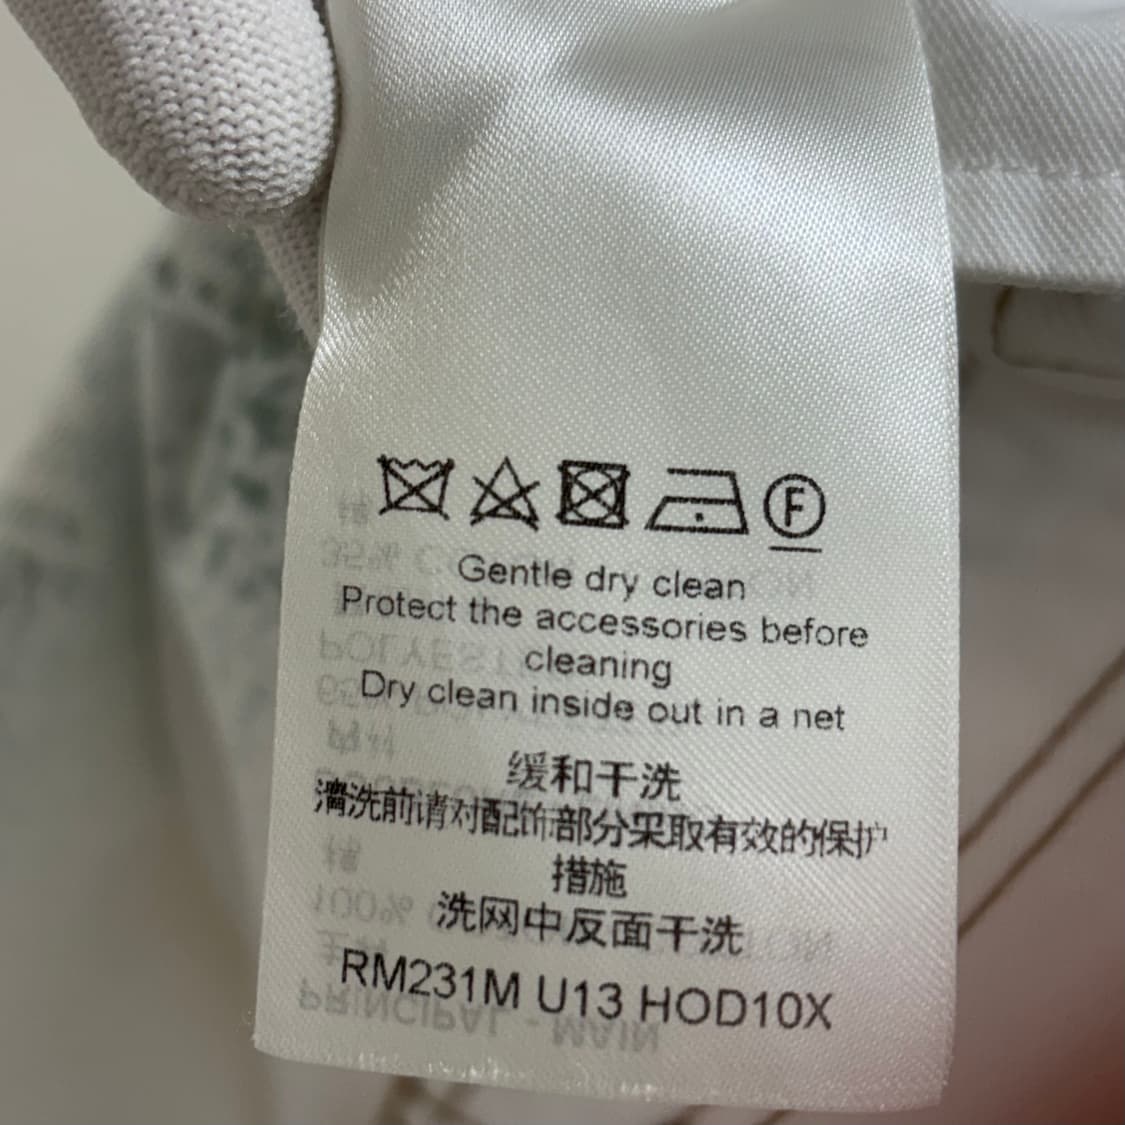 F
Gentle dry clean
Protect the accessories before
cleaning
Dry clean inside out in a net
缓和干洗
清洗前请对配饰部分采取有效的保护
措施
洗网中反面干洗
RM231M U13 HOD10X